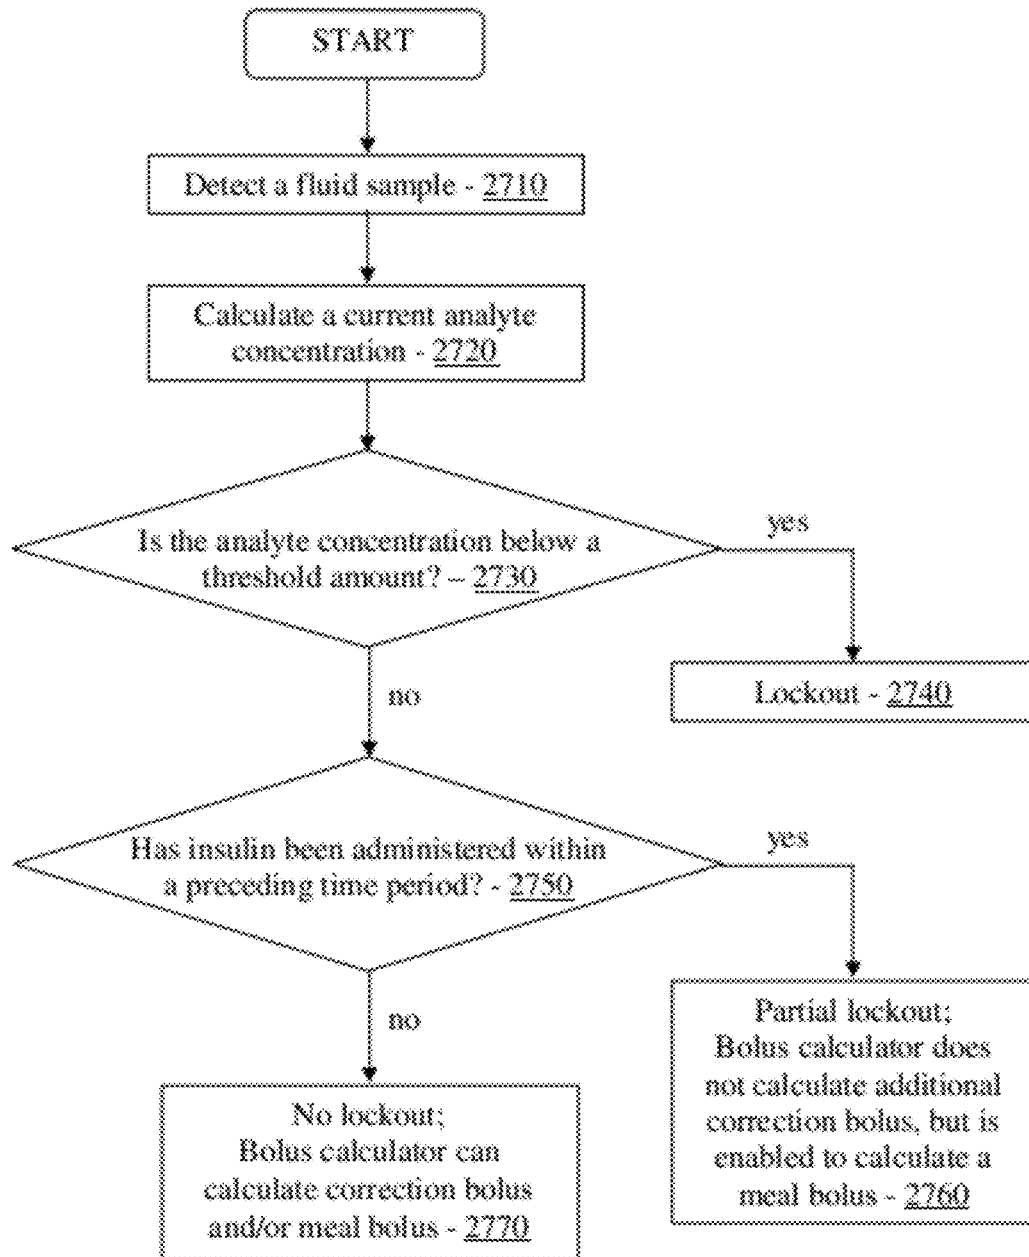 START
Detect a fluid sample - 2710
Calculate a current analyte
concentration - 2720
Is the analyte concentration below a
threshold amount? – 2730
yes
Lockout - 2740
no
Has insulin been administered within
a preceding time period? - 2750
yes
Partial lockout;
Bolus calculator does
not calculate additional
correction bolus, but is
enabled to calculate a
meal bolus - 2760
no
No lockout;
Bolus calculator can
calculate correction bolus
and/or meal bolus - 2770